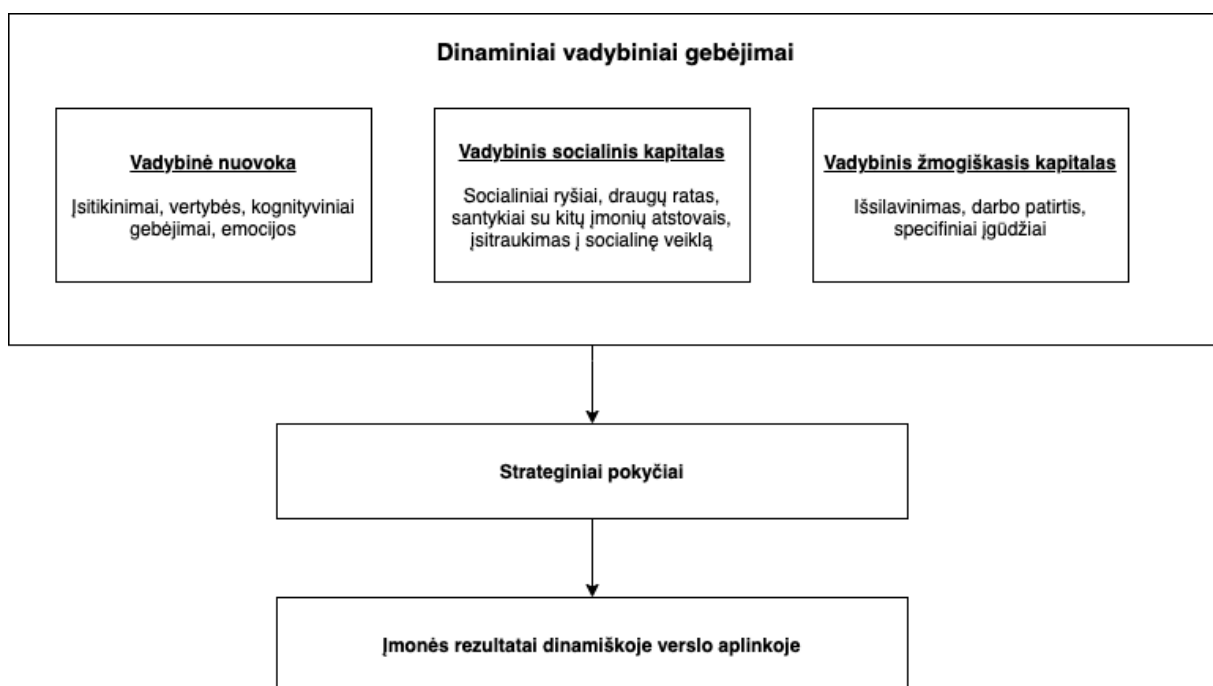 Dinaminiai vadybiniai gebėjimai
Vadybinė nuovoka
Įsitikinimai, vertybės, kognityviniai
gebėjimai, emocijos
Vadybinis socialinis kapitalas
Socialiniai ryšiai, draugų ratas,
santykiai su kitų įmonių atstovais,
įsitraukimas į socialinę veiklą
Vadybinis žmogiškasis kapitalas
Išsilavinimas, darbo patirtis,
specifiniai įgūdžiai
Strateginiai pokyčiai
Įmonės rezultatai dinamiškoje verslo aplinkoje